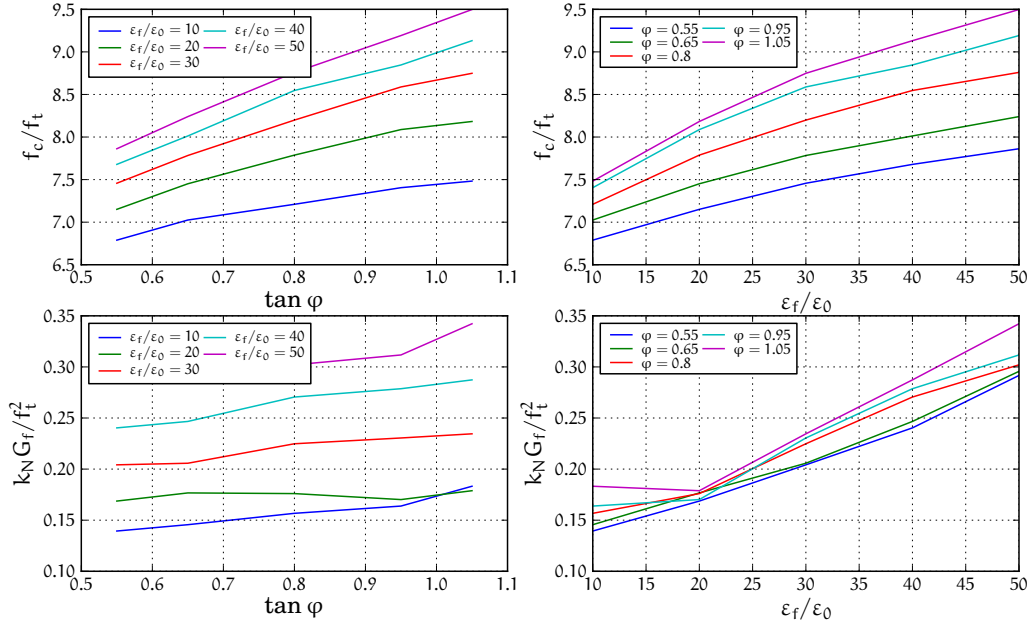 9.5
9.0
8.5
8.0
7.5
7.0
6.5
f_c/f_t
ε_f/ε_0 = 10
ε_f/ε_0 = 20
ε_f/ε_0 = 30
ε_f/ε_0 = 40
ε_f/ε_0 = 50
0.5 0.6 0.7 0.8 0.9 1.0 1.1
tan φ
9.5
9.0
8.5
8.0
7.5
7.0
6.5
f_c/f_t
φ = 0.55
φ = 0.65
φ = 0.8
φ = 0.95
φ = 1.05
10 15 20 25 30 35 40 45 50
ε_f/ε_0
0.35
0.30
0.25
0.20
0.15
0.10
k_N G_f/f_t^2
ε_f/ε_0 = 10
ε_f/ε_0 = 20
ε_f/ε_0 = 30
ε_f/ε_0 = 40
ε_f/ε_0 = 50
0.5 0.6 0.7 0.8 0.9 1.0 1.1
tan φ
0.35
0.30
0.25
0.20
0.15
0.10
k_N G_f/f_t^2
φ = 0.55
φ = 0.65
φ = 0.8
φ = 0.95
φ = 1.05
10 15 20 25 30 35 40 45 50
ε_f/ε_0